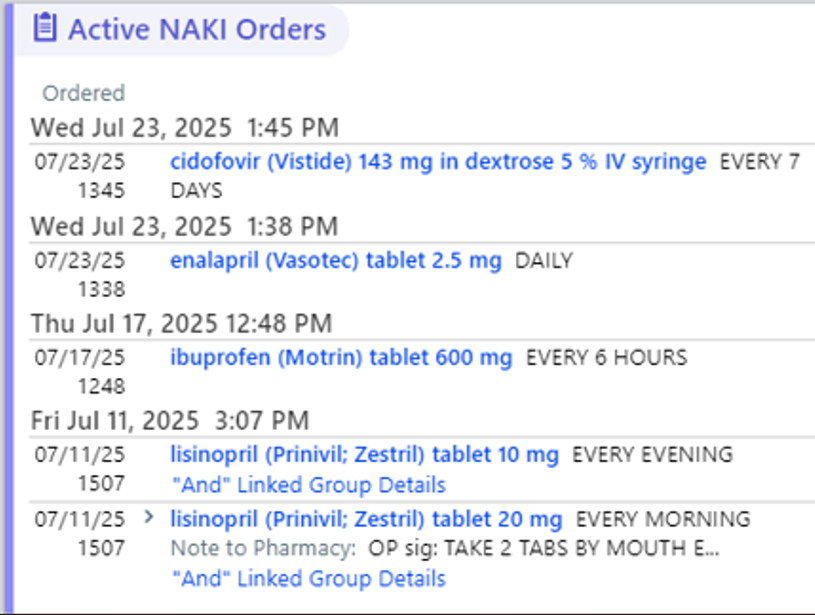 Active NAKI Orders
Ordered
Wed Jul 23, 2025 1:45 PM
07/23/25 cidofovir (Vistide) 143 mg in dextrose 5 % IV syringe EVERY 7
1345 DAYS
Wed Jul 23, 2025 1:38 PM
07/23/25 enalapril (Vasotec) tablet 2.5 mg DAILY
1338
Thu Jul 17, 2025 12:48 PM
07/17/25 ibuprofen (Motrin) tablet 600 mg EVERY 6 HOURS
1248
Fri Jul 11, 2025 3:07 PM
07/11/25 lisinopril (Prinivil; Zestril) tablet 10 mg EVERY EVENING
1507 "And" Linked Group Details
07/11/25 > lisinopril (Prinivil; Zestril) tablet 20 mg EVERY MORNING
1507 Note to Pharmacy: OP sig: TAKE 2 TABS BY MOUTH E...
"And" Linked Group Details